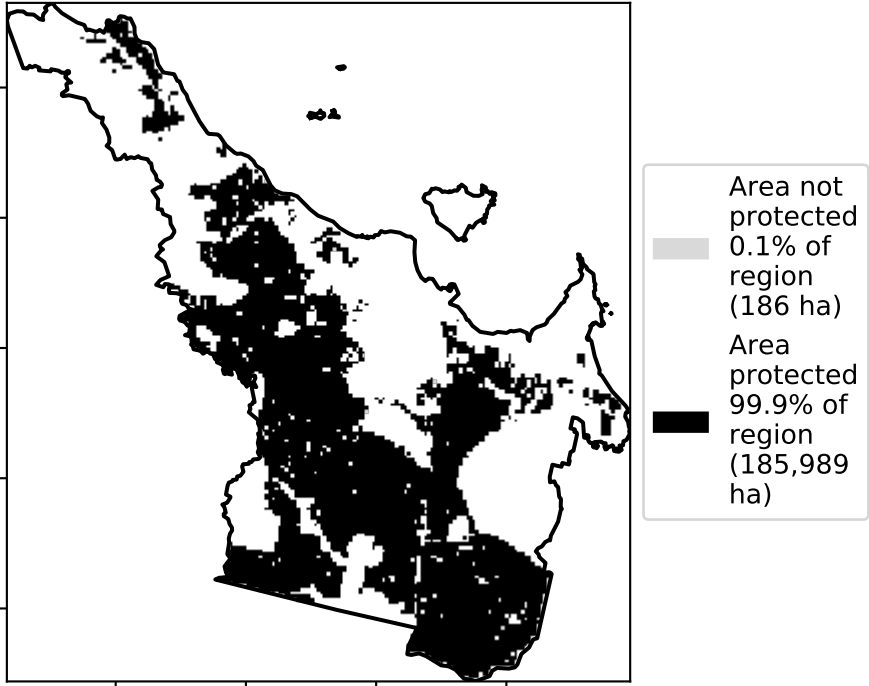 Area not
protected
0.1% of
region
(186 ha)
Area
protected
99.9% of
region
(185,989
ha)